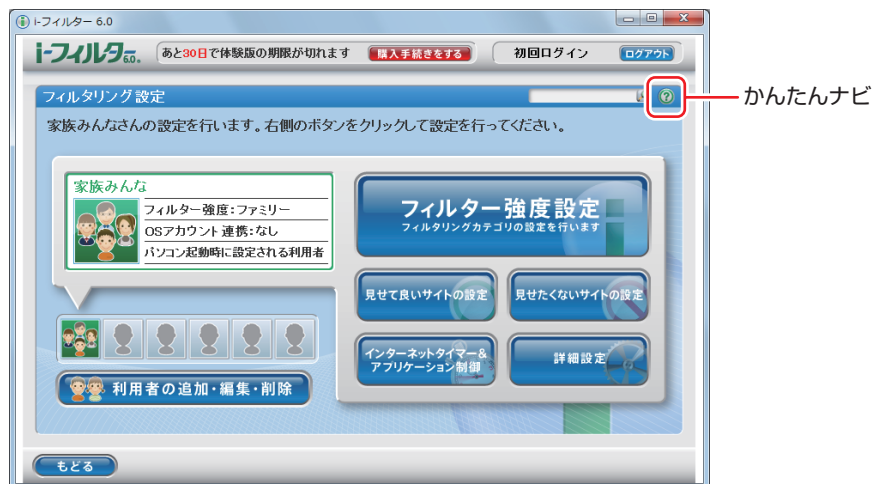 i-フィルター 6.0
i-フィルター 6.0
あと30日で体験版の期限が切れます
購入手続きをする
初回ログイン
ログアウト
フィルタリング設定
かんたんナビ
家族みんなさんの設定を行います。右側のボタンをクリックして設定を行ってください。
家族みんな
フィルター強度:ファミリー
OSアカウント連携:なし
パソコン起動時に設定される利用者
フィルター強度設定
フィルタリングカテゴリの設定を行います
見せて良いサイトの設定
見せたくないサイトの設定
インターネットタイマー&
アプリケーション制御
詳細設定
利用者の追加・編集・削除
もどる